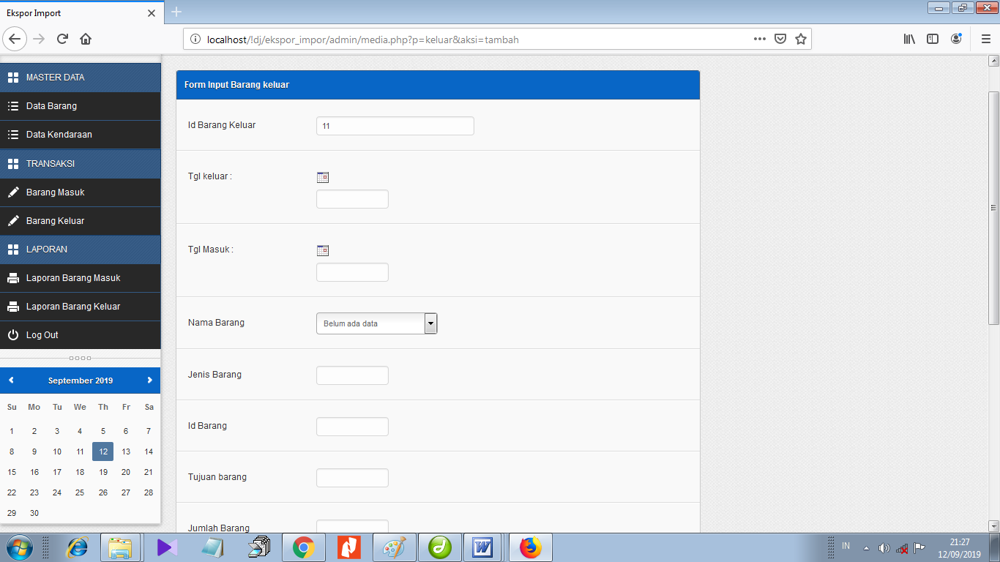 Ekspor Import
localhost/!dj/ekspor_impor/admin/media.php?p=keluar&aksi=tambah
MASTER DATA
Data Barang
Data Kendaraan
TRANSAKSI
Barang Masuk
Barang Keluar
LAPORAN
Laporan Barang Masuk
Laporan Barang Keluar
Log Out
September 2019
Su Mo Tu We Th Fr Sa
1 2 3 4 5 6 7
8 9 10 11 12 13 14
15 16 17 18 19 20 21
22 23 24 25 26 27 28
29 30
Form Input Barang keluar
Id Barang Keluar 11
Tgl keluar :
Tgl Masuk :
Nama Barang Belum ada data
Jenis Barang
Id Barang
Tujuan barang
Jumlah Barang
IN
21:27
12/09/2019